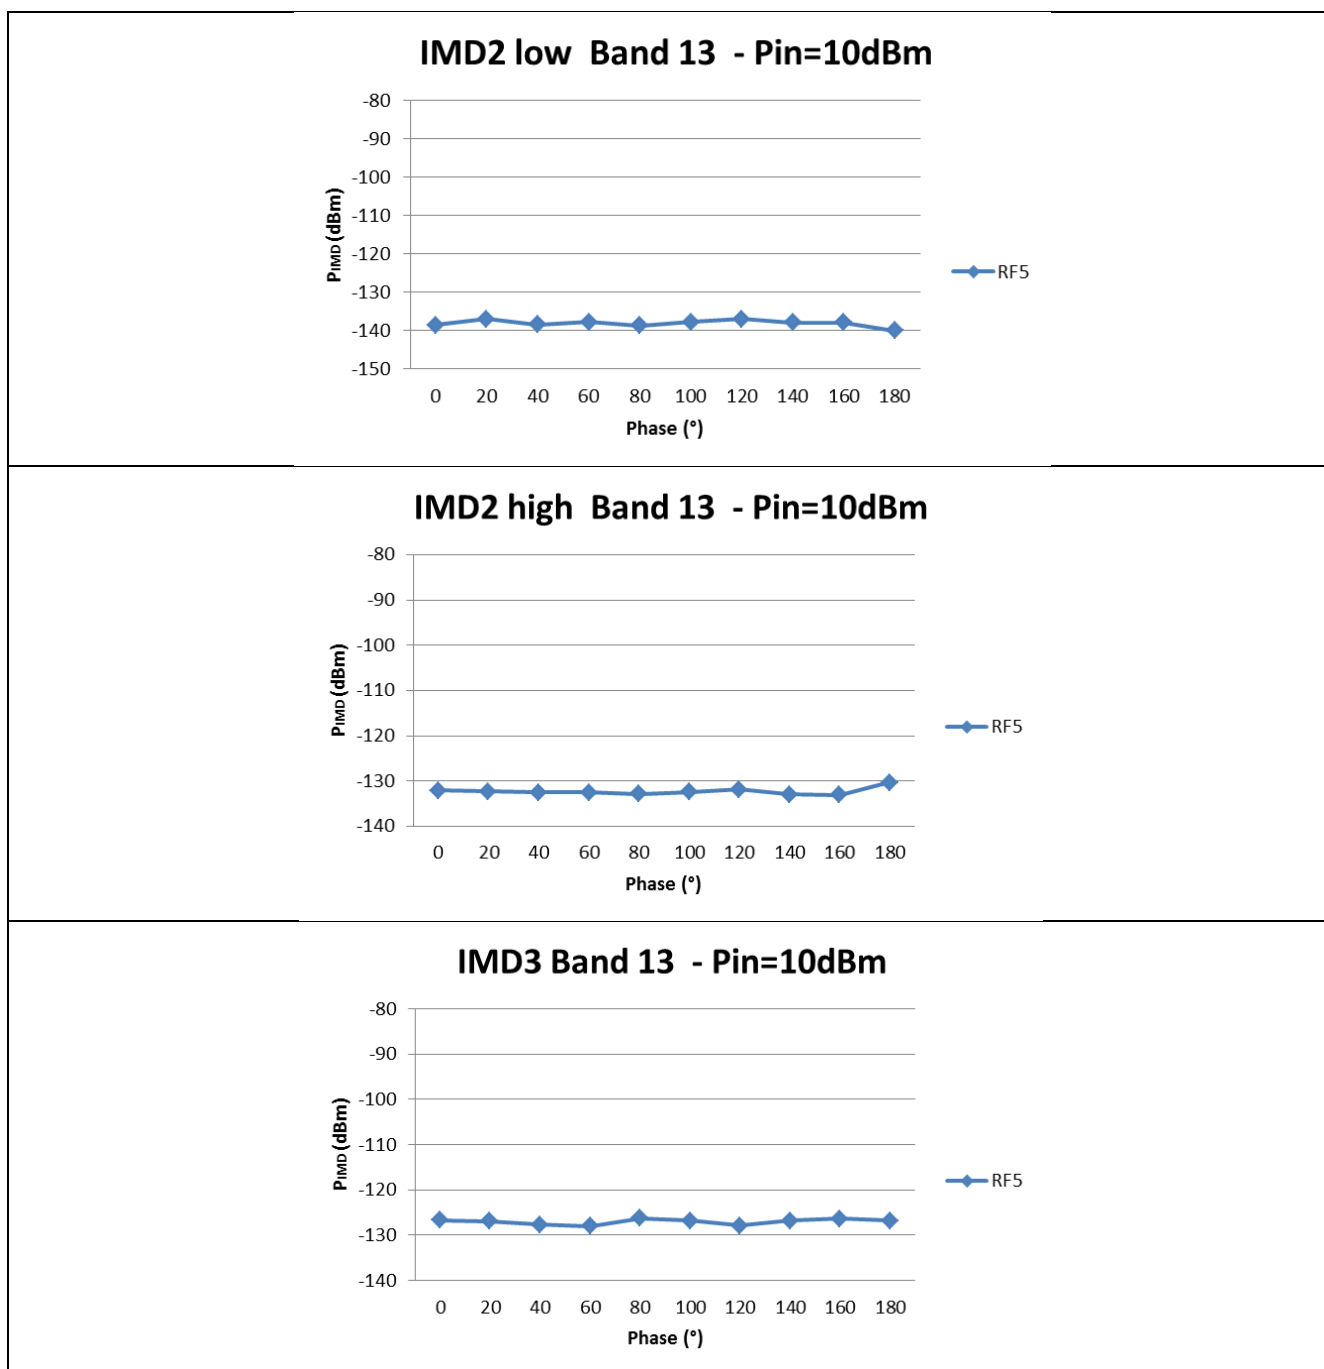 IMD2 low  Band 13  - Pin=10dBm
-80
-90
-100
-110
-120
-130
-140
-150
PIMD (dBm)
0 20 40 60 80 100 120 140 160 180
Phase (°)
RF5
IMD2 high  Band 13  - Pin=10dBm
-80
-90
-100
-110
-120
-130
-140
PIMD (dBm)
0 20 40 60 80 100 120 140 160 180
Phase (°)
RF5
IMD3 Band 13  - Pin=10dBm
-80
-90
-100
-110
-120
-130
-140
PIMD (dBm)
0 20 40 60 80 100 120 140 160 180
Phase (°)
RF5